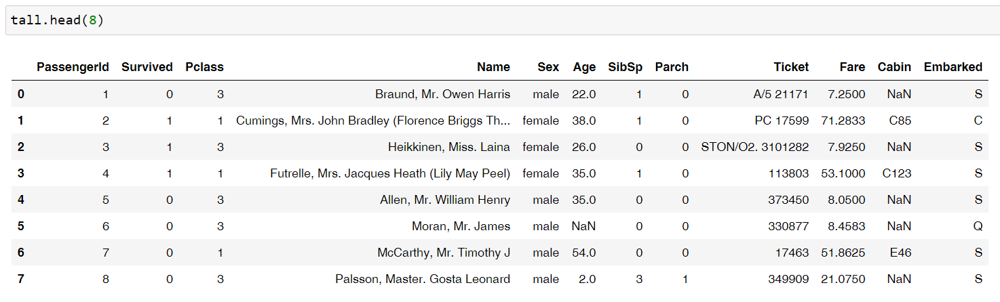 tall.head(8)
PassengerId Survived Pclass Name Sex Age SibSp Parch Ticket Fare Cabin Embarked
0 1 0 3 Braund, Mr. Owen Harris male 22.0 1 0 A/5 21171 7.2500 NaN S
1 2 1 1 Cumings, Mrs. John Bradley (Florence Briggs Th... female 38.0 1 0 PC 17599 71.2833 C85 C
2 3 1 3 Heikkinen, Miss. Laina female 26.0 0 0 STON/O2. 3101282 7.9250 NaN S
3 4 1 1 Futrelle, Mrs. Jacques Heath (Lily May Peel) female 35.0 1 0 113803 53.1000 C123 S
4 5 0 3 Allen, Mr. William Henry male 35.0 0 0 373450 8.0500 NaN S
5 6 0 3 Moran, Mr. James male NaN 0 0 330877 8.4583 NaN Q
6 7 0 1 McCarthy, Mr. Timothy J male 54.0 0 0 17463 51.8625 E46 S
7 8 0 3 Palsson, Master. Gosta Leonard male 2.0 3 1 349909 21.0750 NaN S